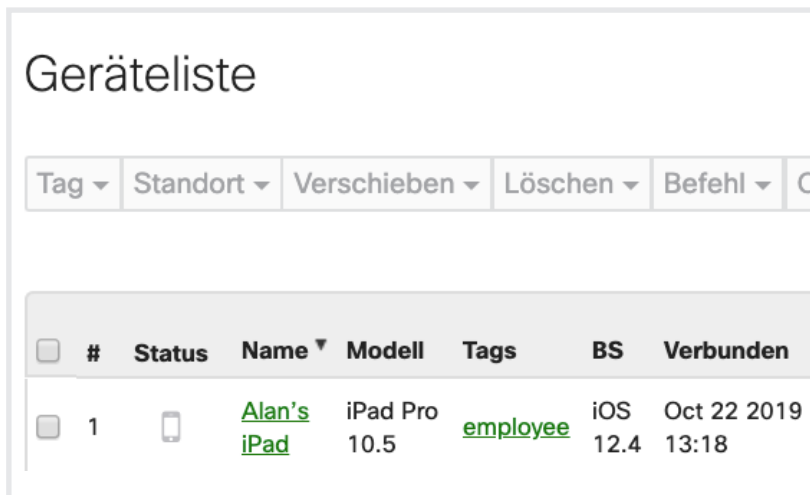 Geräteliste
Tag Standort Verschieben Löschen Befehl
# Status Name Modell Tags BS Verbunden
1 Alan's iPad iPad Pro 10.5 employee iOS 12.4 Oct 22 2019 13:18